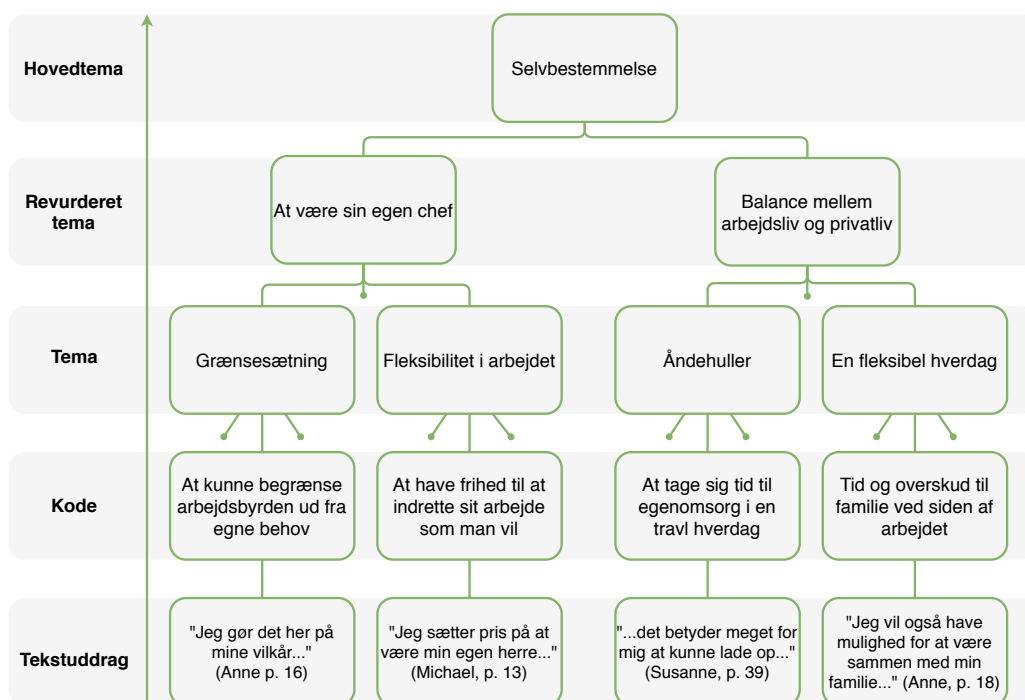 Hovedtema
Selvbestemmelse
Revurderet
tema
At være sin egen chef
Balance mellem
arbejdsliv og privatliv
Tema
Grænsesætning
Fleksibilitet i arbejdet
Åndehuller
En fleksibel hverdag
Kode
At kunne begrænse
arbejdsbyrden ud fra
egne behov
At have frihed til at
indrette sit arbejde
som man vil
At tage sig tid til
egenomsorg i en
travl hverdag
Tid og overskud til
familie ved siden af
arbejdet
Tekstuddrag
"Jeg gør det her på
mine vilkår..."
(Anne p. 16)
"Jeg sætter pris på at
være min egen herre..."
(Michael, p. 13)
"...det betyder meget for
mig at kunne lade op..."
(Susanne, p. 39)
"Jeg vil også have
mulighed for at være
sammen med min
familie..." (Anne, p. 18)